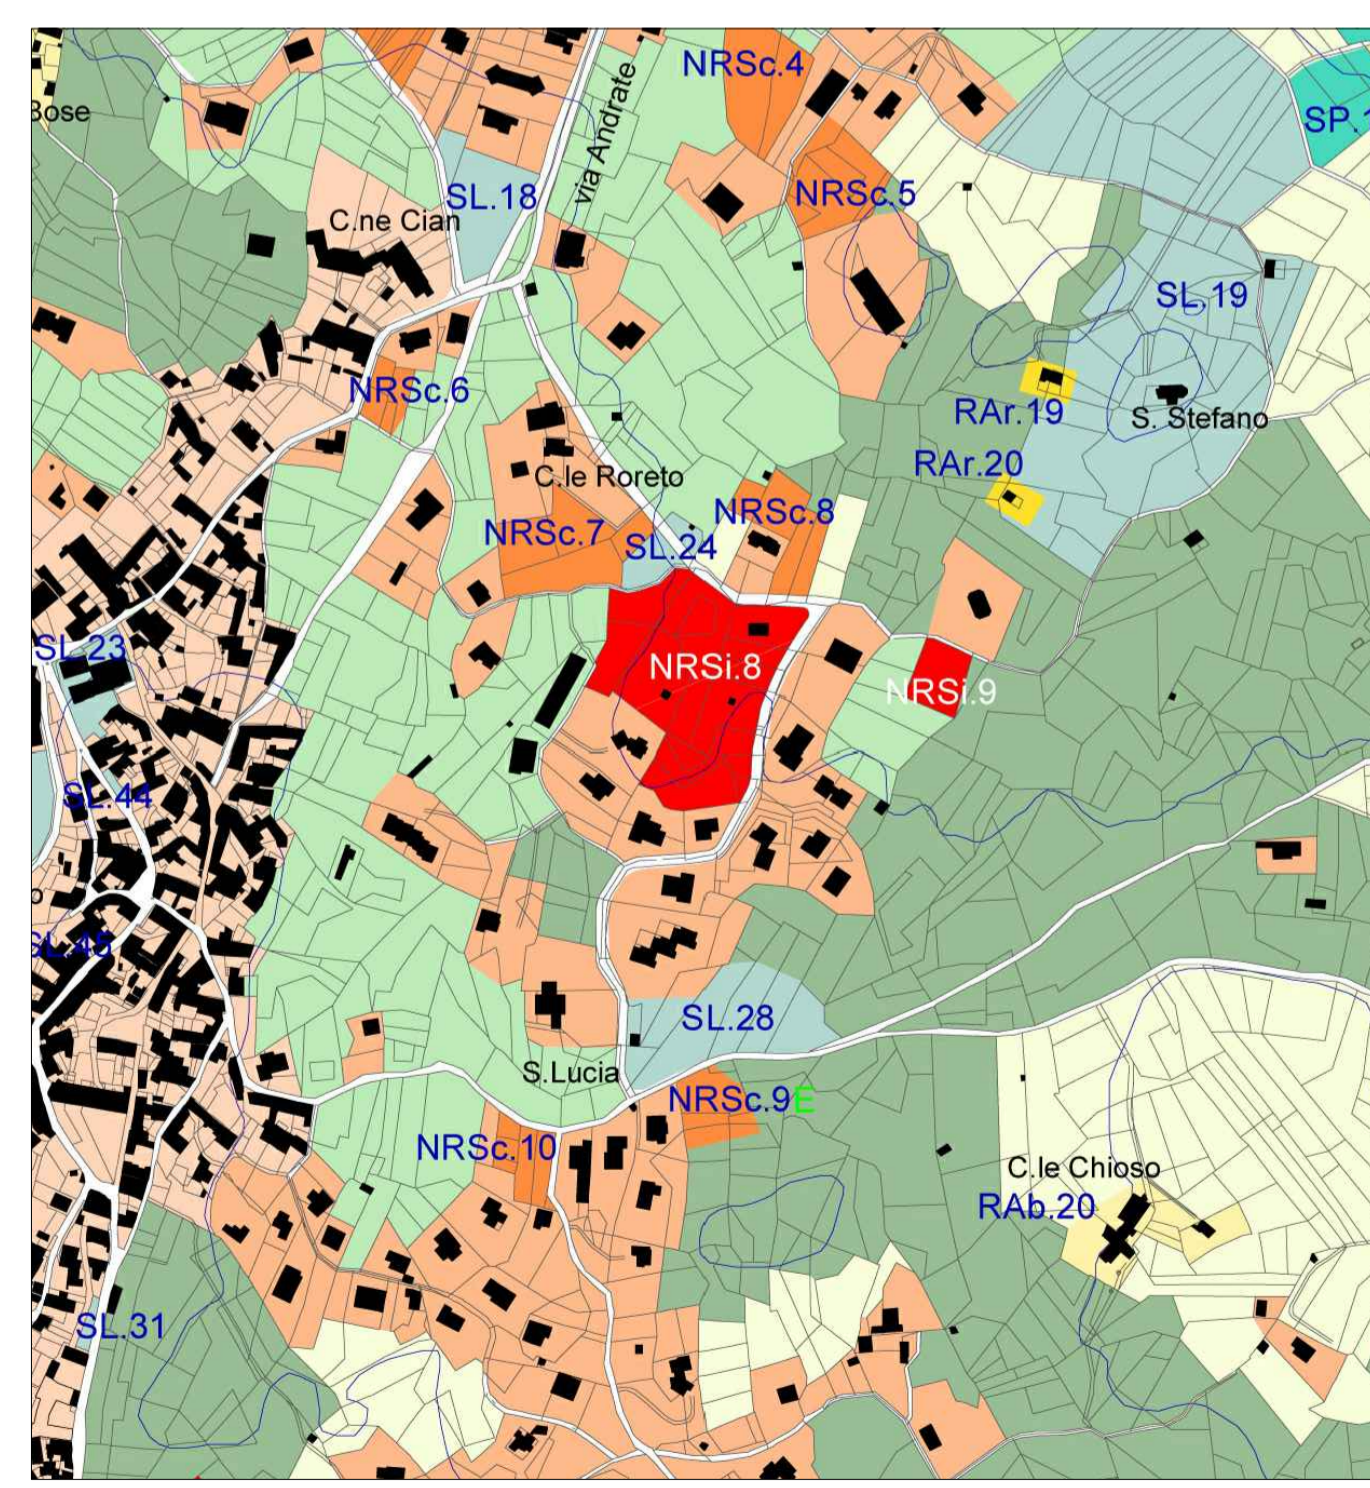 NRSc.4
Bose
SP.1
via Andrate
SL.18
NRSc.5
C.ne Cian
SL.19
NRSc.6
RAr.19
S. Stefano
RAr.20
C.le Roreto
NRSc.8
NRSc.7
SL.24
SL.23
NRSi.8
NRSi.9
SL.44
o
SL.45
SL.28
S.Lucia
NRSc.9E
NRSc.10
C.le Chioso
RAb.20
SL.31